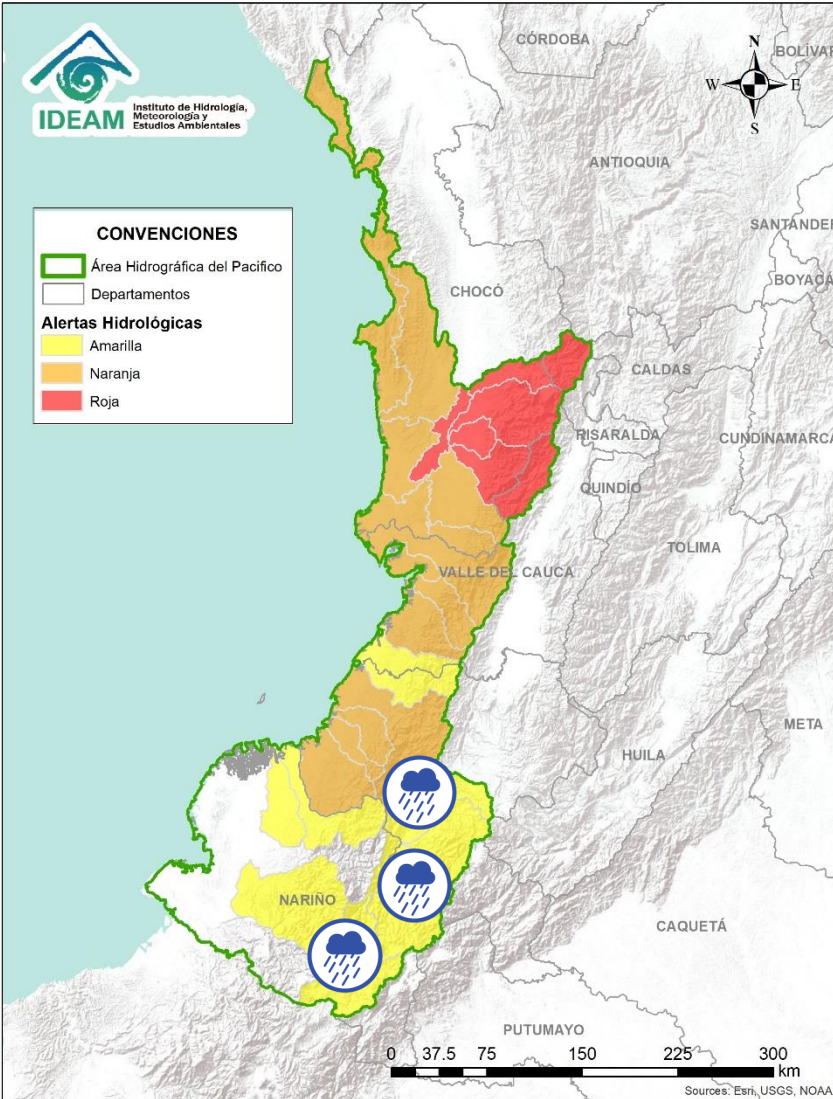 IDEAM
Instituto de Hidrología,
Meteorología y
Estudios Ambientales
N
W
E
S
CONVENCIONES
Área Hidrográfica del Pacifico
Departamentos
Alertas Hidrológicas
Amarilla
Naranja
Roja
CÓRDOBA
BOLÍVAR
ANTIOQUIA
SANTANDER
BOYACÁ
CHOCÓ
CALDAS
RISARALDA
CUNDINAMARCA
QUINDÍO
TOLIMA
VALLE DEL CAUCA
META
HUILA
NARIÑO
CAQUETÁ
PUTUMAYO
0 37.5 75 150 225 300
km
Sources: Esri, USGS, NOAA